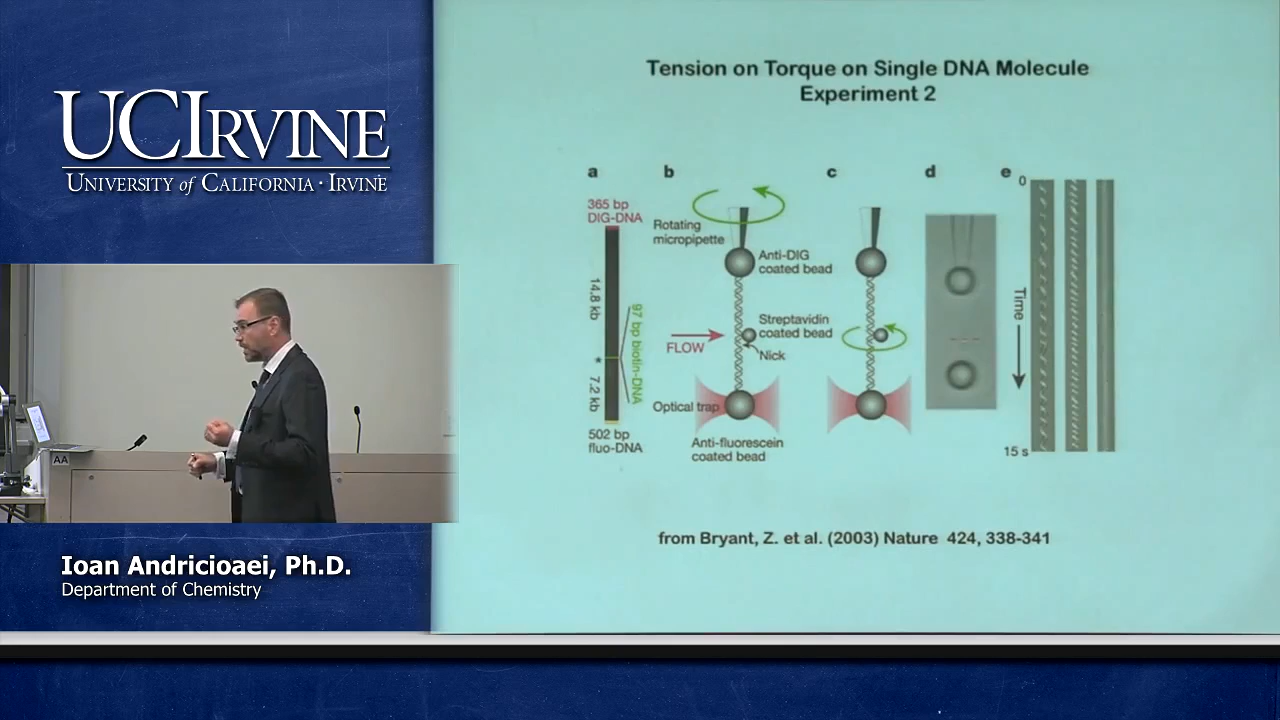 UCIRVINE
UNIVERSITY of CALIFORNIA · IRVINE
AA
Ioan Andricioaei, Ph.D.
Department of Chemistry
Tension on Torque on Single DNA Molecule
Experiment 2
a
b
c
d
e
365 bp
DIG-DNA
14.8 kb
97 bp biotin-DNA
*
7.2 kb
502 bp
fluo-DNA
Rotating
micropipette
Anti-DIG
coated bead
Streptavidin
coated bead
FLOW
Nick
Optical trap
Anti-fluorescein
coated bead
0
Time
15 s
from Bryant, Z. et al. (2003) Nature 424, 338-341